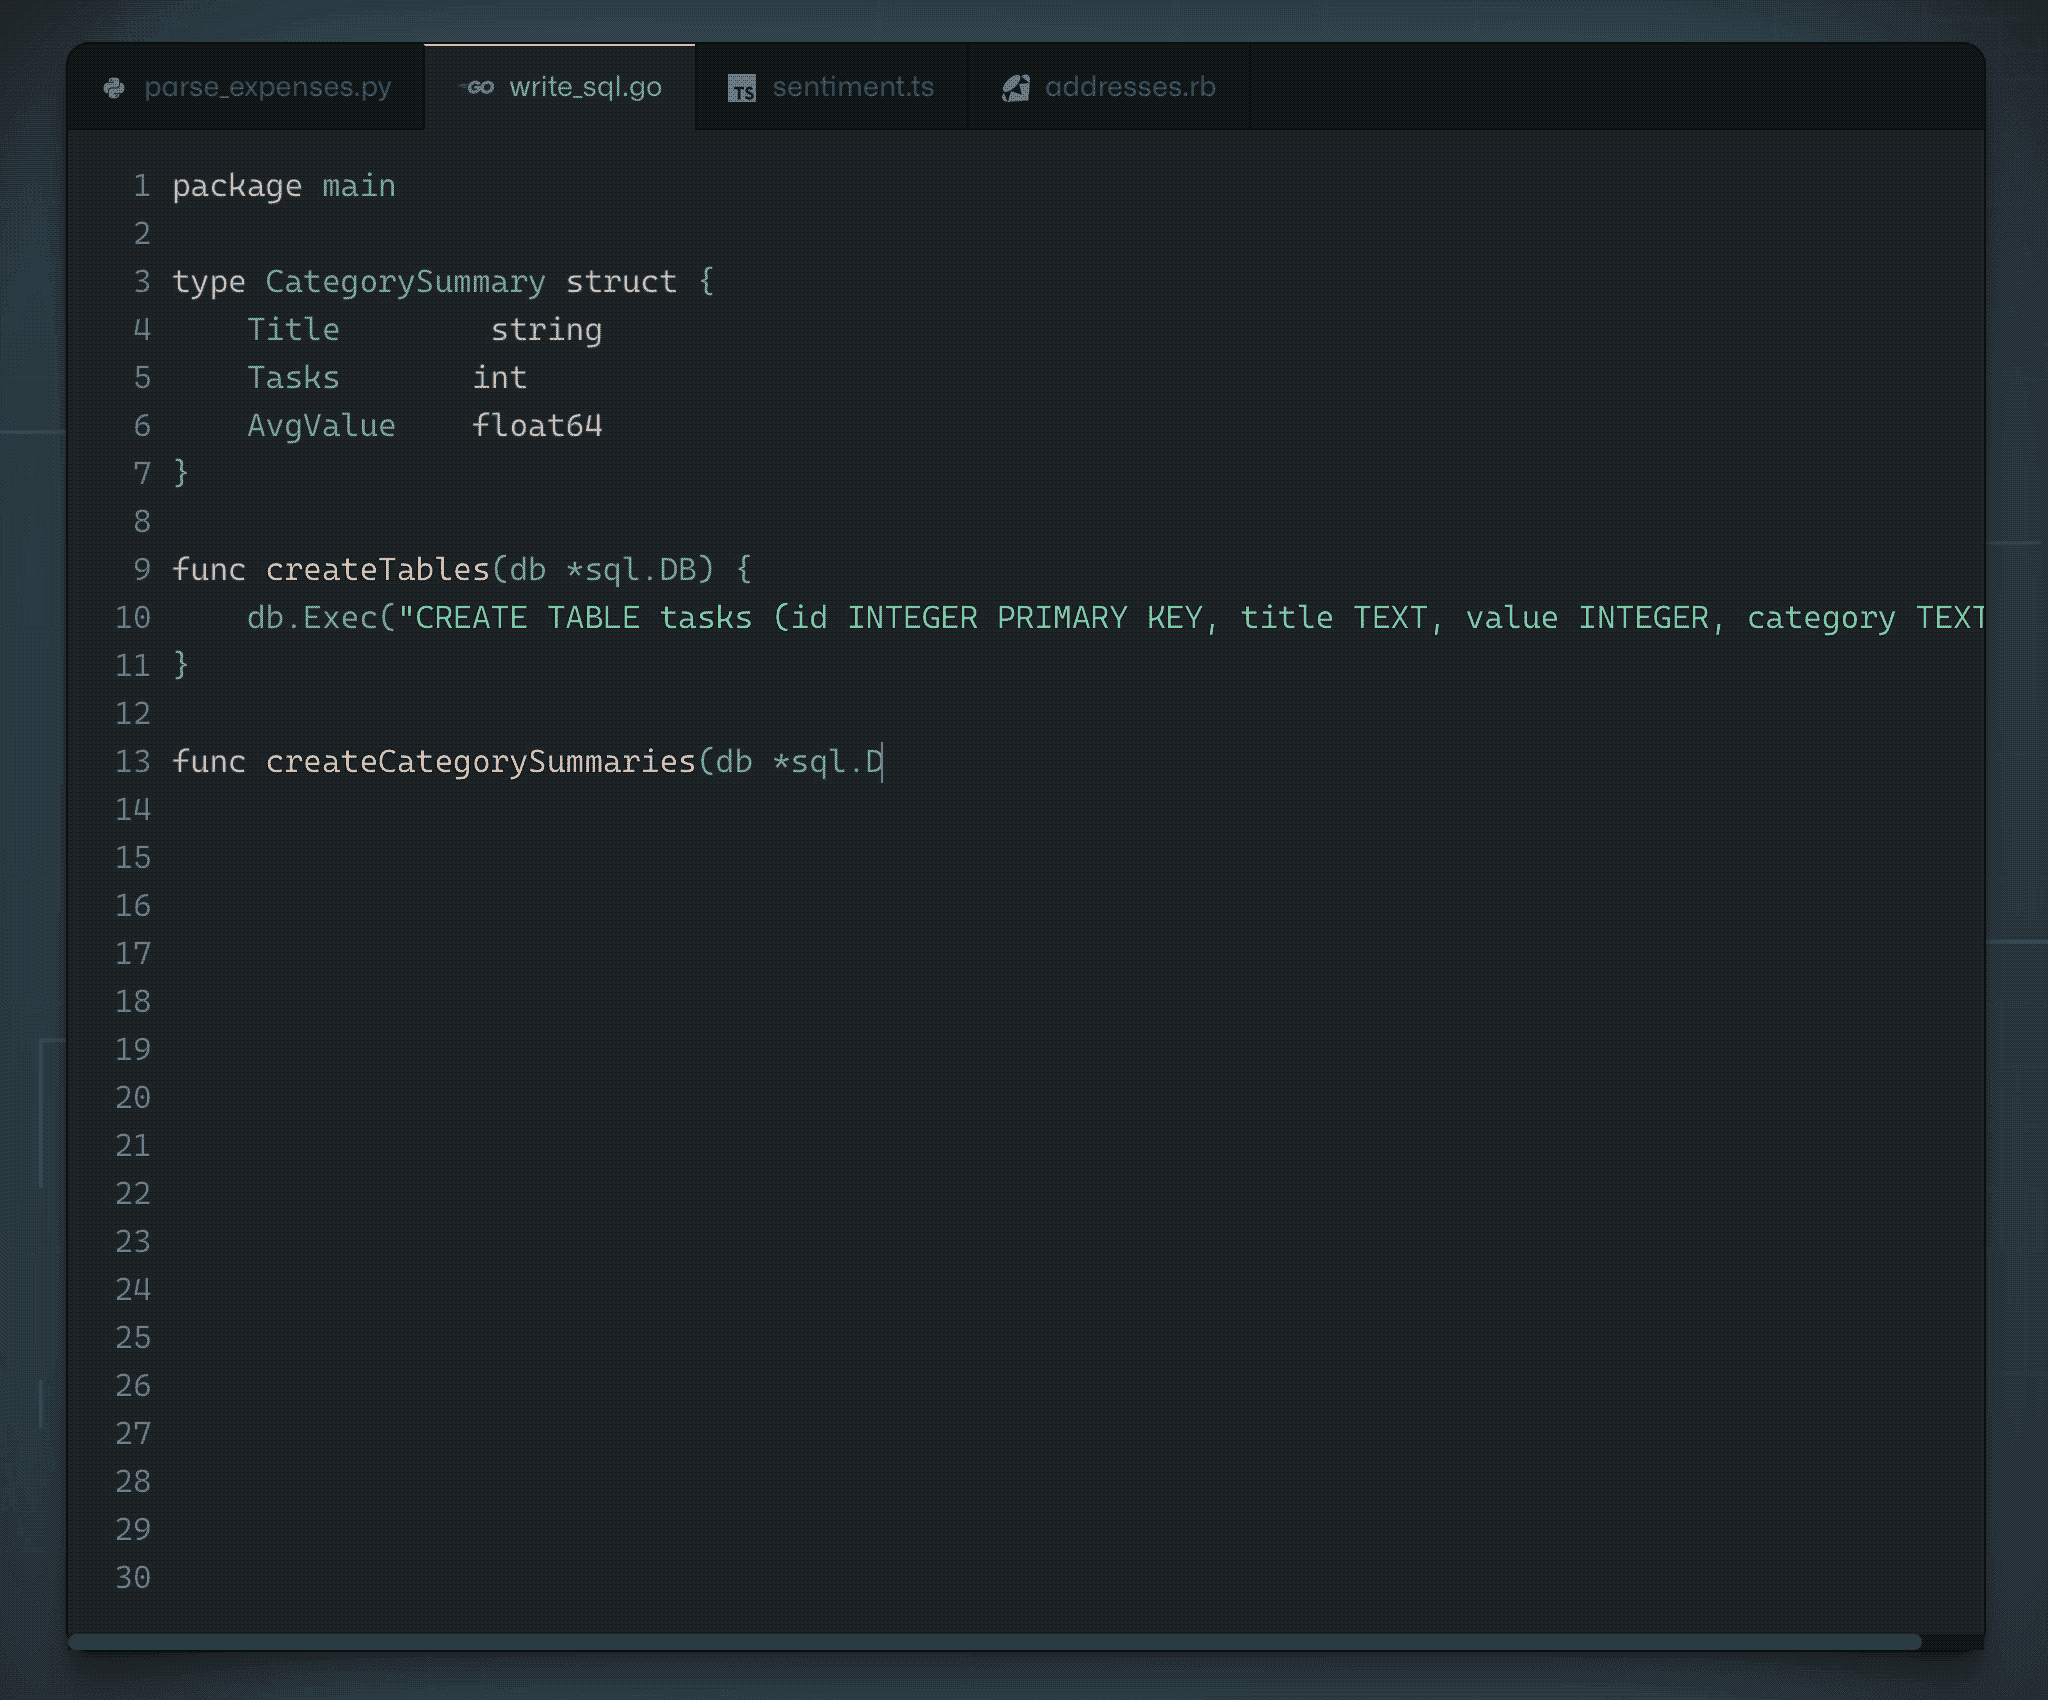 parse_expenses.py
GO write_sql.go
TS sentiment.ts
addresses.rb
1 package main
2
3 type CategorySummary struct {
4     Title        string
5     Tasks       int
6     AvgValue    float64
7 }
8
9 func createTables(db *sql.DB) {
10     db.Exec("CREATE TABLE tasks (id INTEGER PRIMARY KEY, title TEXT, value INTEGER, category TEXT
11 }
12
13 func createCategorySummaries(db *sql.D
14
15
16
17
18
19
20
21
22
23
24
25
26
27
28
29
30